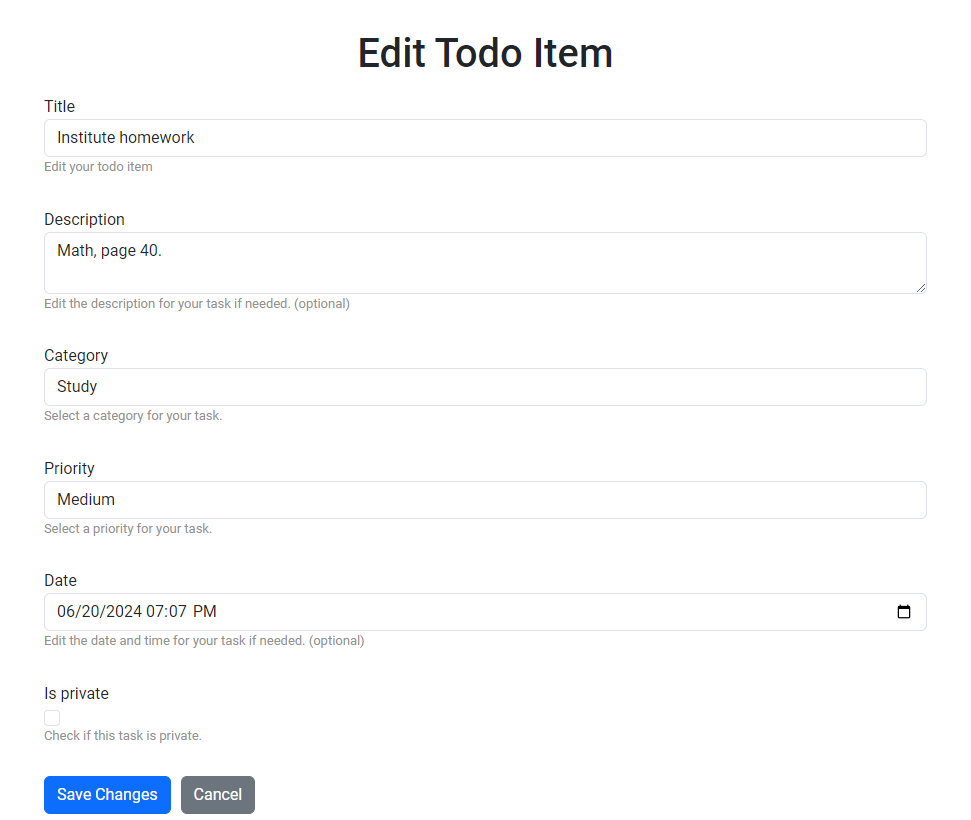 Edit Todo Item
Title
Institute homework
Edit your todo item
Description
Math, page 40.
Edit the description for your task if needed. (optional)
Category
Study
Select a category for your task.
Priority
Medium
Select a priority for your task.
Date
06/20/2024 07:07 PM
Edit the date and time for your task if needed. (optional)
Is private
Check if this task is private.
Save Changes Cancel